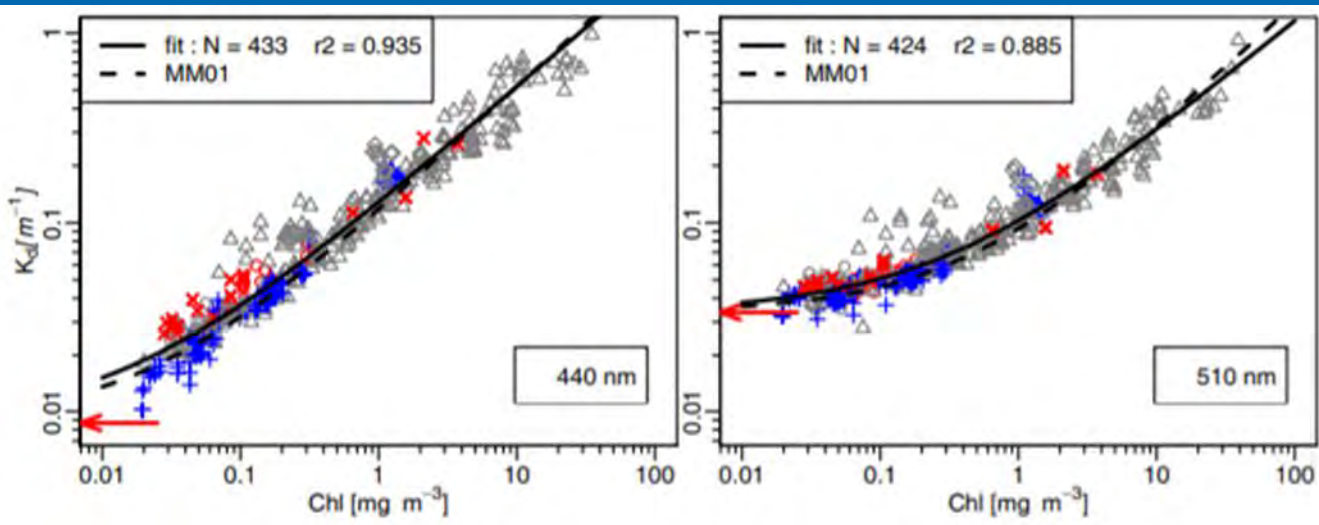 fit : N = 433 r2 = 0.935
MM01
1
0.1
0.01
Kd[m⁻¹]
440 nm
0.01 0.1 1 10 100
Chl [mg m⁻³]
fit : N = 424 r2 = 0.885
MM01
1
0.1
0.01
510 nm
0.01 0.1 1 10 100
Chl [mg m⁻³]